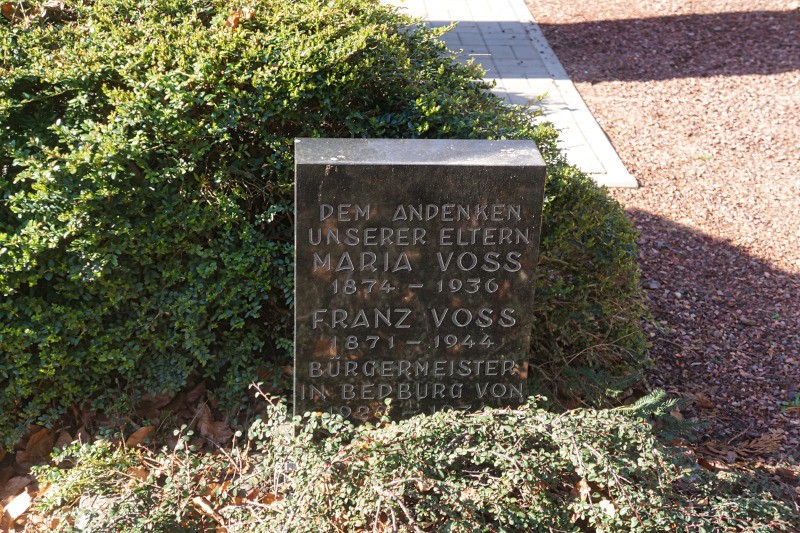 DEM ANDENKEN
UNSERER ELTERN
MARIA VOSS
1874 – 1936
FRANZ VOSS
1871 – 1944
BÜRGERMEISTER
IN BEDBURG VON